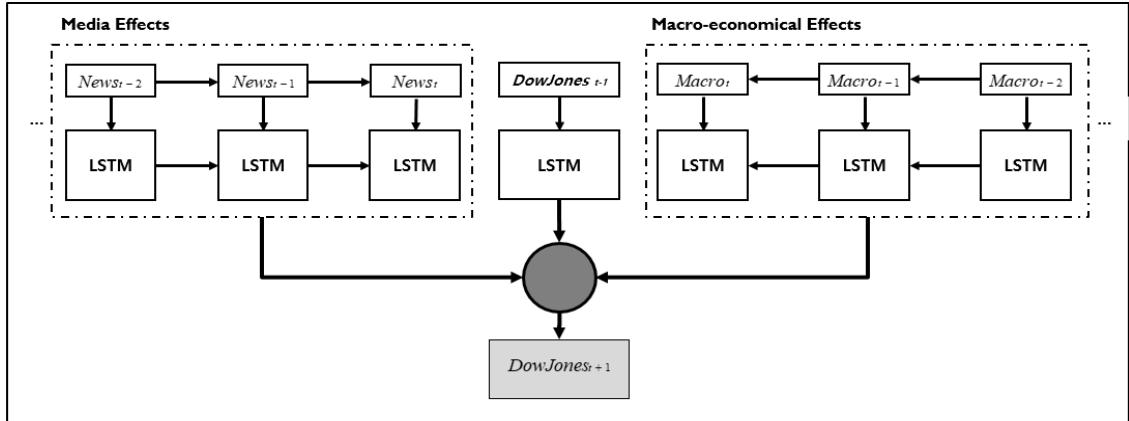 Media Effects
Macro-economical Effects
News t-2
News t-1
News t
DowJones t-1
Macro t
Macro t-1
Macro t-2
...
...
LSTM
LSTM
LSTM
LSTM
LSTM
LSTM
LSTM
DowJones t+1